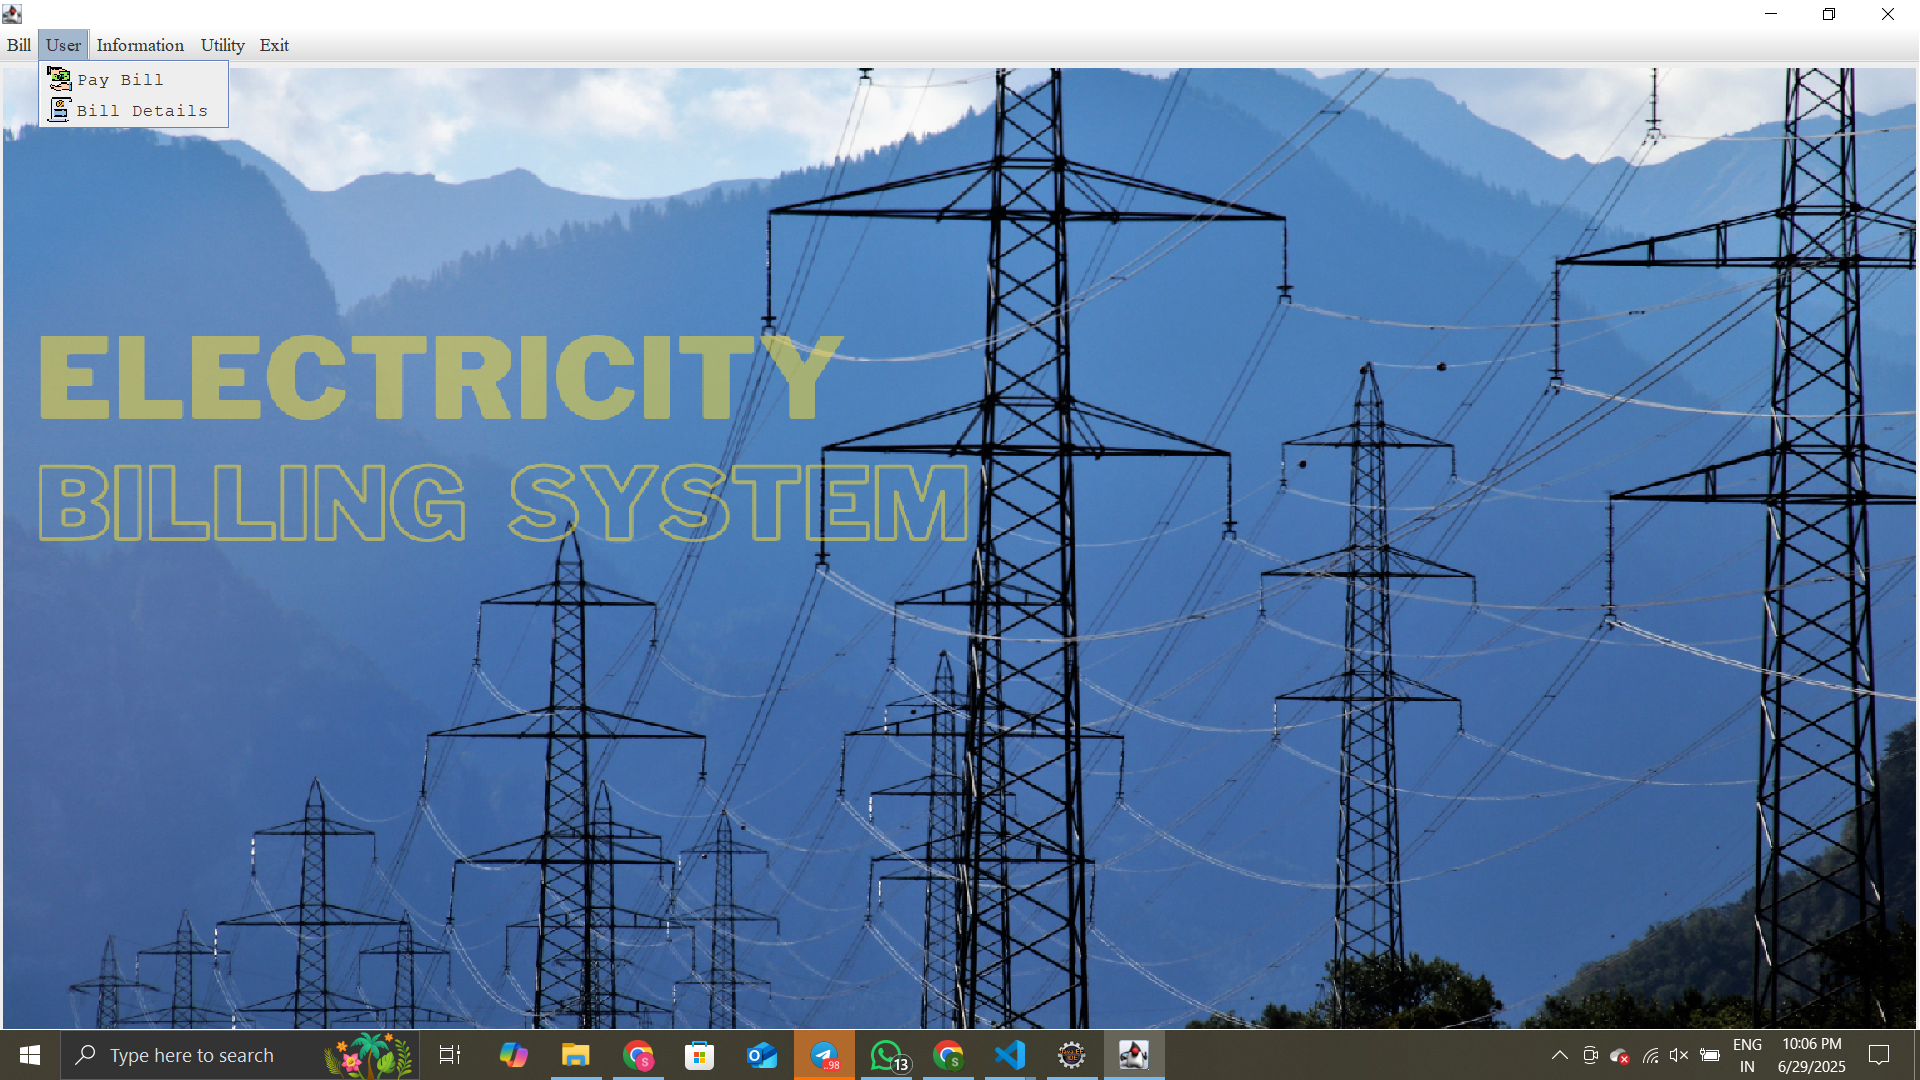 Bill User Information Utility Exit
Pay Bill
Bill Details
ELECTRICITY
BILLING SYSTEM
Type here to search
S
.98
13
S
ENG
IN
10:06 PM
6/29/2025